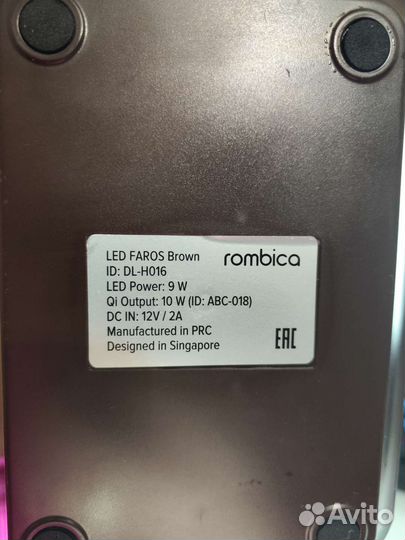 LED FAROS Brown rombica
ID: DL-H016
LED Power: 9 W
Qi Output: 10 W (ID: ABC-018)
DC IN: 12V / 2A
Manufactured in PRC
Designed in Singapore
EAC
Avito